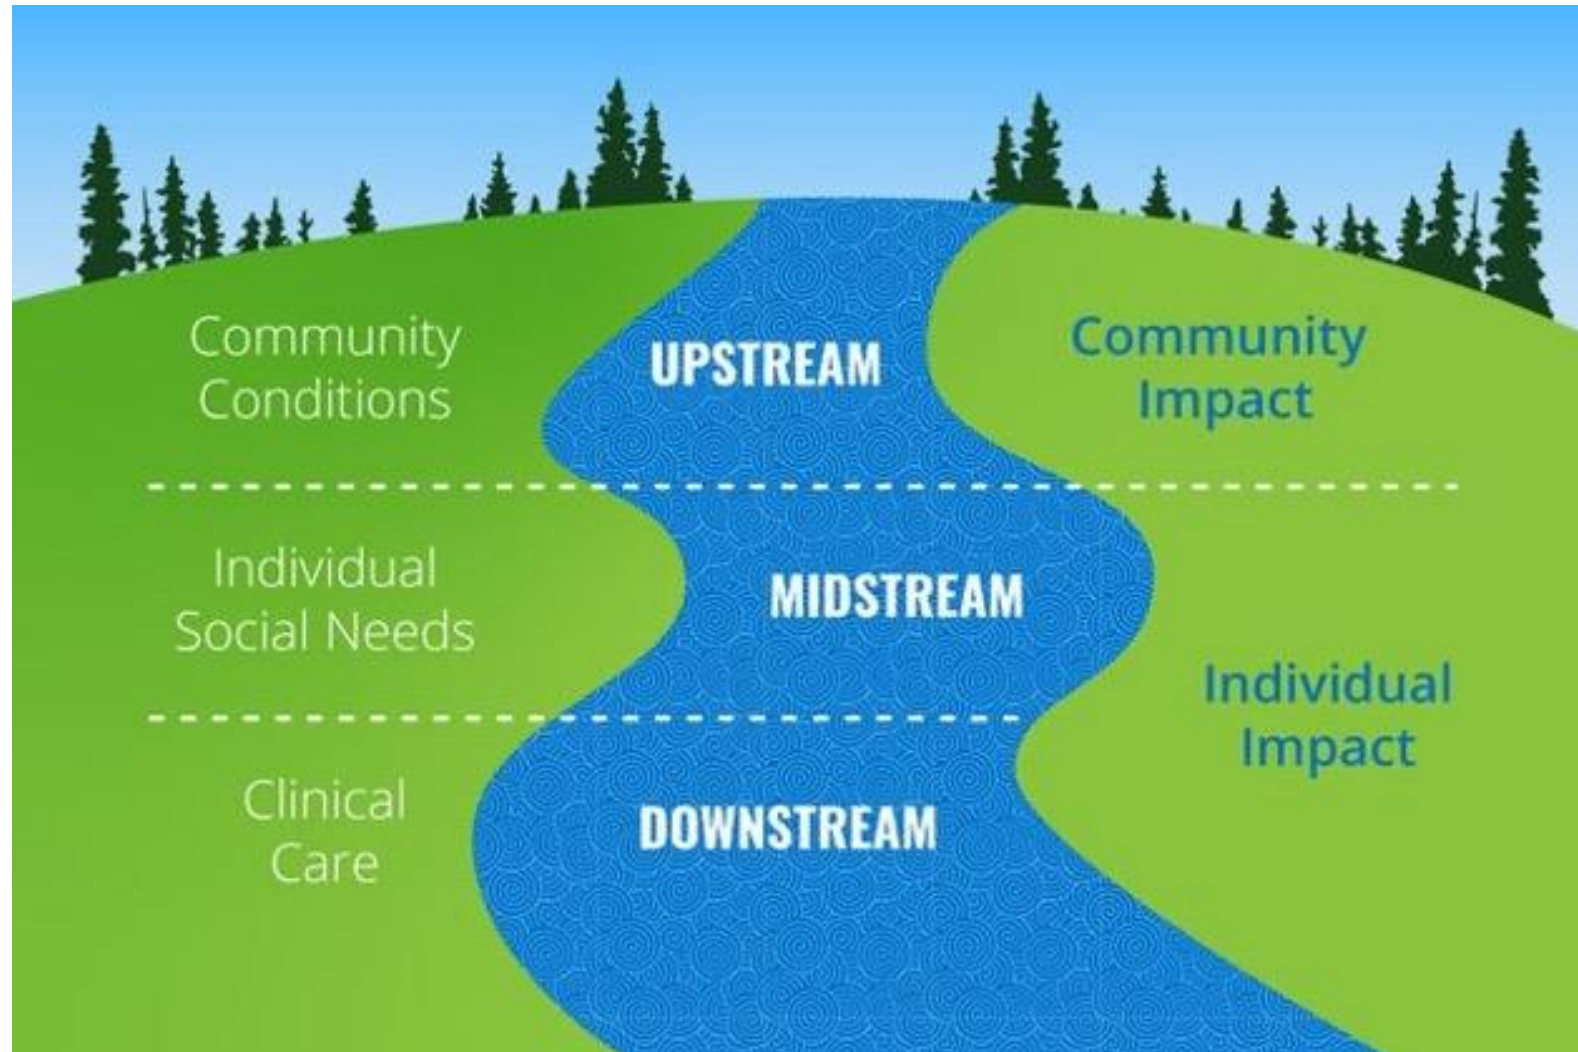 Community
Conditions
UPSTREAM
Community
Impact
Individual
Social Needs
MIDSTREAM
Individual
Impact
Clinical
Care
DOWNSTREAM